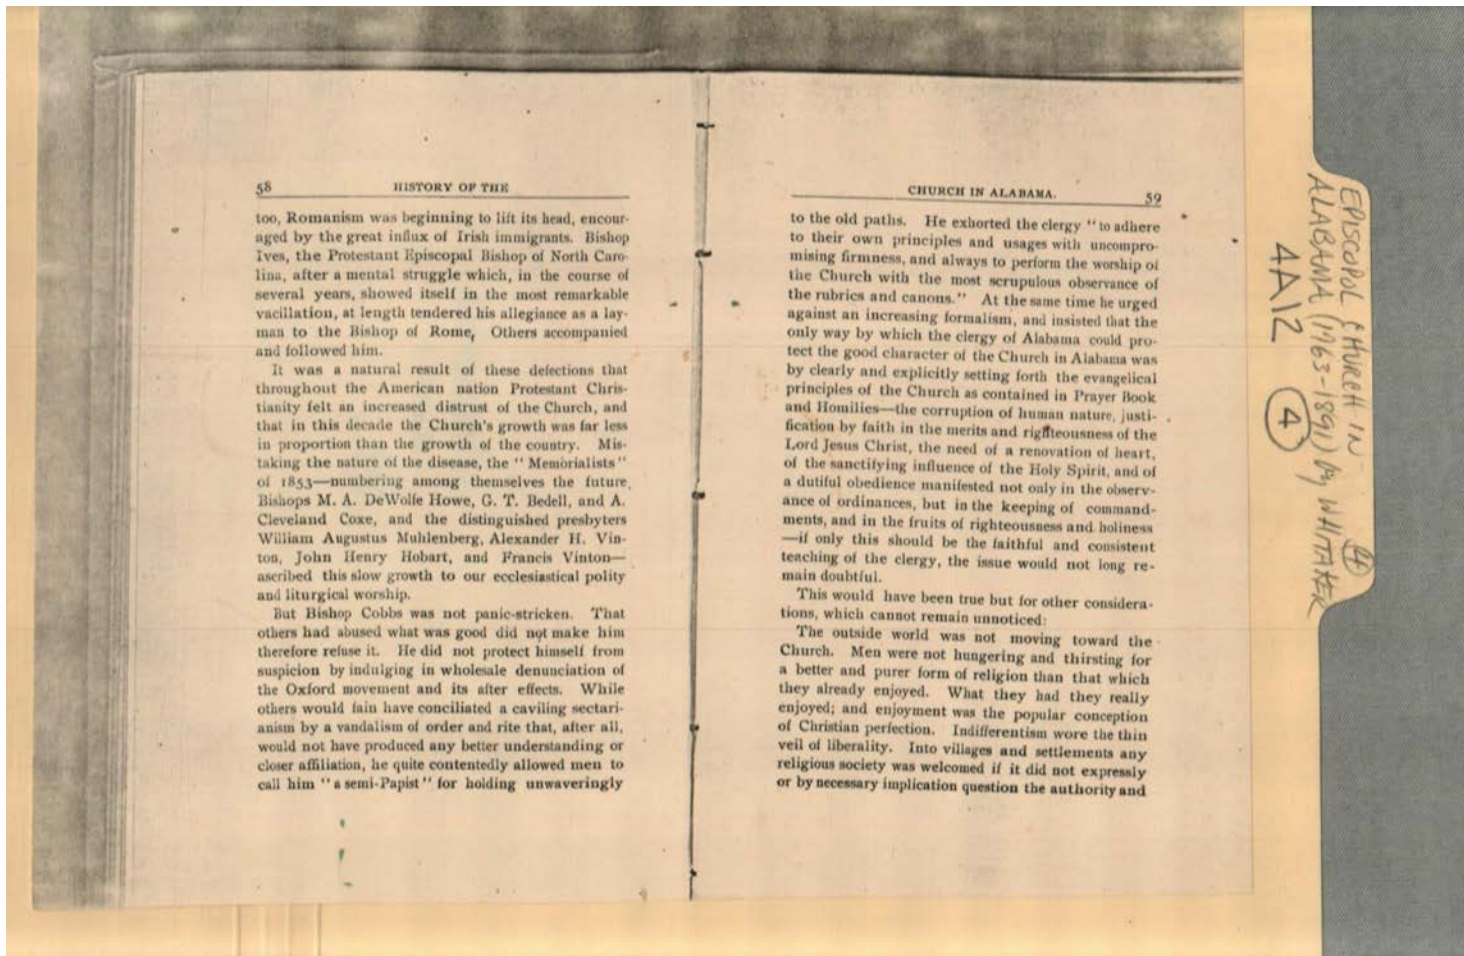 58
HISTORY OF THE
too, Romanism was beginning to lift its head, encour-
aged by the great influx of Irish immigrants. Bishop
Ives, the Protestant Episcopal Bishop of North Caro-
lina, after a mental struggle which, in the course of
several years, showed itself in the most remarkable
vacillation, at length tendered his allegiance as a lay-
man to the Bishop of Rome, Others accompanied
and followed him.
It was a natural result of these defections that
throughout the American nation Protestant Chris-
tianity felt an increased distrust of the Church, and
that in this decade the Church's growth was far less
in proportion than the growth of the country. Mis-
taking the nature of the disease, the "Memorialists"
of 1853—numbering among themselves the future
Bishops M. A. DeWolfe Howe, G. T. Bedell, and A.
Cleveland Coxe, and the distinguished presbyters
William Augustus Muhlenberg, Alexander H. Vin-
ton, John Henry Hobart, and Francis Vinton—
ascribed this slow growth to our ecclesiastical polity
and liturgical worship.
But Bishop Cobbs was not panic-stricken. That
others had abused what was good did not make him
therefore refuse it. He did not protect himself from
suspicion by indulging in wholesale denunciation of
the Oxford movement and its after effects. While
others would fain have conciliated a caviling sectari-
anism by a vandalism of order and rite that, after all,
would not have produced any better understanding or
closer affiliation, he quite contentedly allowed men to
call him "a semi-Papist" for holding unwaveringly
CHURCH IN ALABAMA.
59
to the old paths. He exhorted the clergy "to adhere
to their own principles and usages with uncompro-
mising firmness, and always to perform the worship of
the Church with the most scrupulous observance of
the rubrics and canons." At the same time he urged
against an increasing formalism, and insisted that the
only way by which the clergy of Alabama could pro-
tect the good character of the Church in Alabama was
by clearly and explicitly setting forth the evangelical
principles of the Church as contained in Prayer Book
and Homilies—the corruption of human nature, justi-
fication by faith in the merits and righteousness of the
Lord Jesus Christ, the need of a renovation of heart,
of the sanctifying influence of the Holy Spirit, and of
a dutiful obedience manifested not only in the observ-
ance of ordinances, but in the keeping of command-
ments, and in the fruits of righteousness and holiness
—if only this should be the faithful and consistent
teaching of the clergy, the issue would not long re-
main doubtful.
This would have been true but for other considera-
tions, which cannot remain unnoticed:
The outside world was not moving toward the
Church. Men were not hungering and thirsting for
a better and purer form of religion than that which
they already enjoyed. What they had they really
enjoyed; and enjoyment was the popular conception
of Christian perfection. Indifferentism wore the thin
veil of liberality. Into villages and settlements any
religious society was welcomed if it did not expressly
or by necessary implication question the authority and
EPISCOPOL CHURCH IN
ALABAMA (1763-1891) by WHITAKER
4A12 4